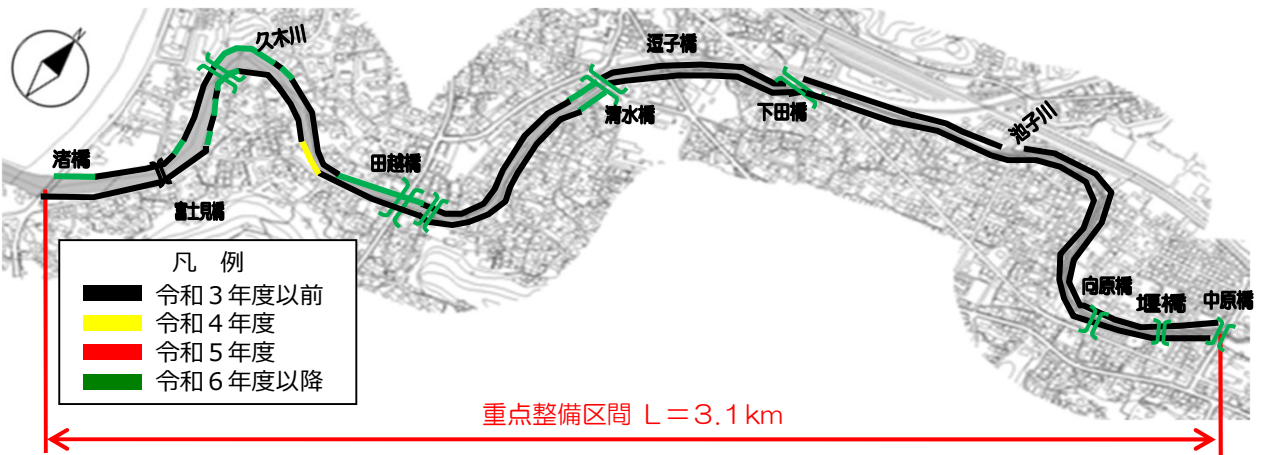 久木川
逗子橋
渚橋
富士見橋
田越橋
清水橋
下田橋
池子川
向原橋
堰本橋
中原橋
凡 例
令和3年度以前
令和4年度
令和5年度
令和6年度以降
重点整備区間 L=3.1km